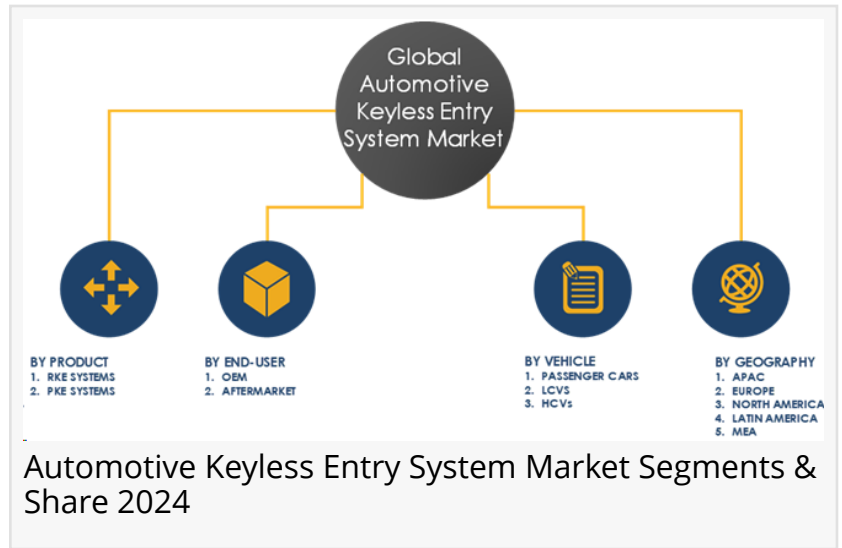 Global
Automotive
Keyless Entry
System Market
BY PRODUCT
1. RKE SYSTEMS
2. PKE SYSTEMS
BY END-USER
1. OEM
2. AFTERMARKET
BY VEHICLE
1. PASSENGER CARS
2. LCVS
3. HCVs
BY GEOGRAPHY
1. APAC
2. EUROPE
3. NORTH AMERICA
4. LATIN AMERICA
5. MEA
Automotive Keyless Entry System Market Segments &
Share 2024